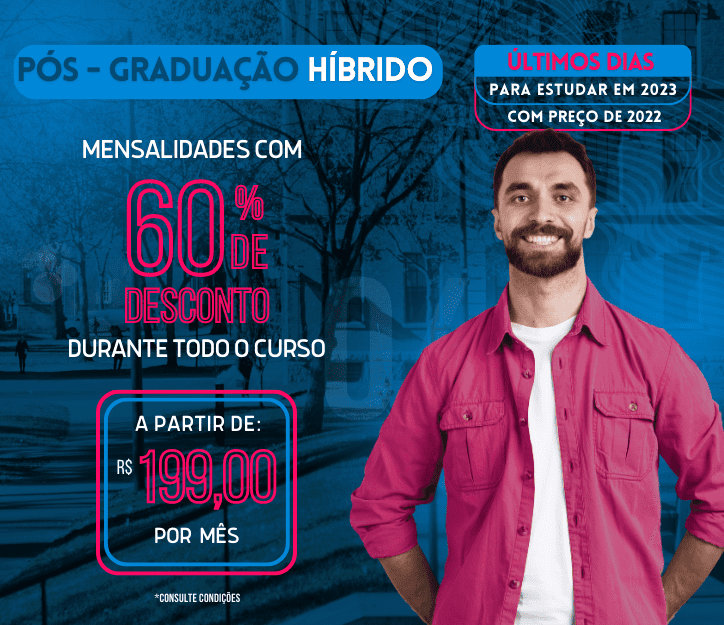 PÓS - GRADUAÇÃO HÍBRIDO
ÚLTIMOS DIAS
PARA ESTUDAR EM 2023
COM PREÇO DE 2022
MENSALIDADES COM
60% DE
DESCONTO
DURANTE TODO O CURSO
A PARTIR DE:
R$ 199,00
POR MÊS
*CONSULTE CONDIÇÕES